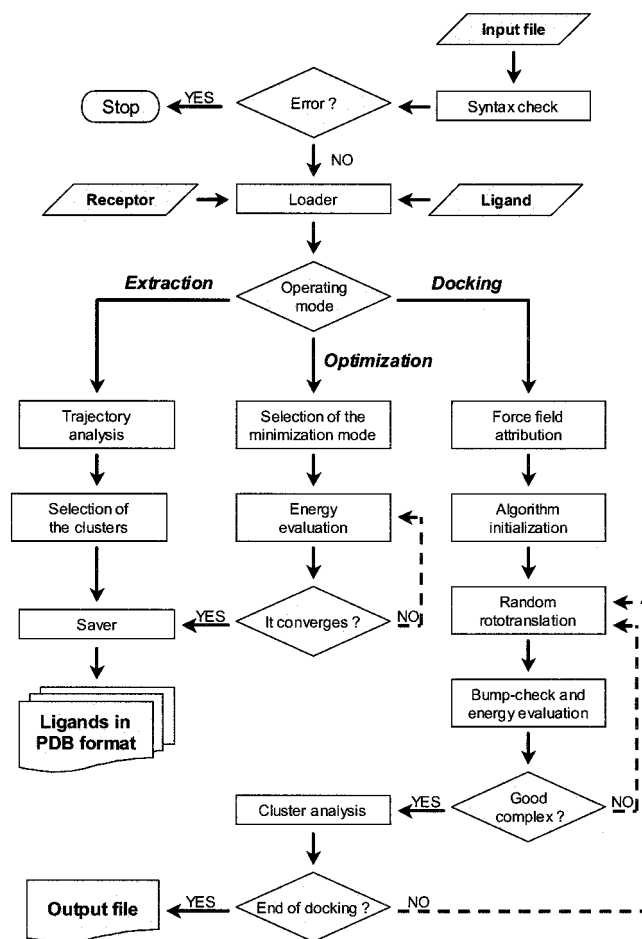 Input file
Stop
YES
Error ?
Syntax check
NO
Receptor
Loader
Ligand
Extraction
Operating
mode
Docking
Optimization
Trajectory
analysis
Selection of the
minimization mode
Force field
attribution
Selection of
the clusters
Energy
evaluation
Algorithm
initialization
Saver
YES
It converges ?
NO
Random
rototranslation
Ligands in
PDB format
Bump-check and
energy evaluation
Cluster analysis
YES
Good
complex ?
NO
Output file
YES
End of docking ?
NO